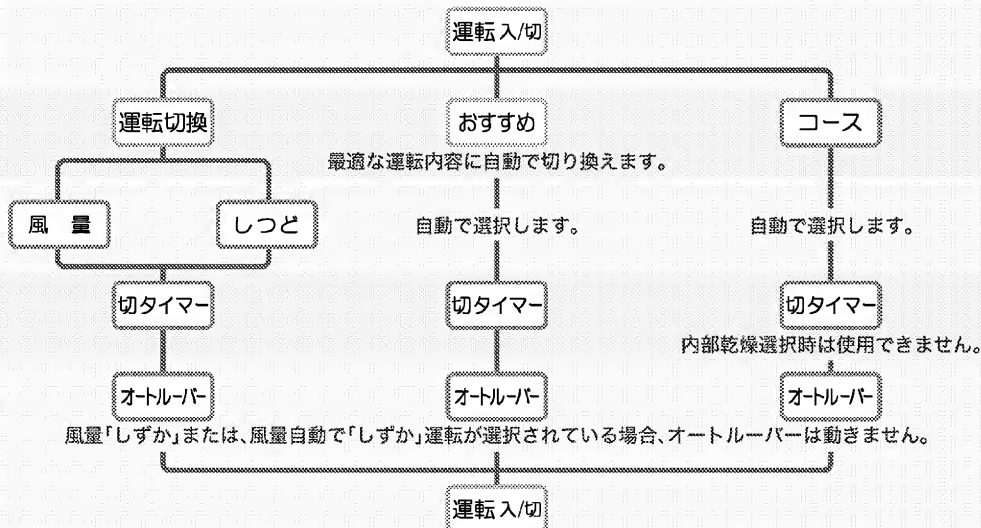 運転 入/切
運転切換
おすすめ
コース
最適な運転内容に自動で切り換えます。
風 量
しつど
自動で選択します。
自動で選択します。
切タイマー
切タイマー
切タイマー
内部乾燥選択時は使用できません。
オートルーバー
オートルーバー
オートルーバー
風量「しずか」または、風量自動で「しずか」運転が選択されている場合、オートルーバーは動きません。
運転 入/切